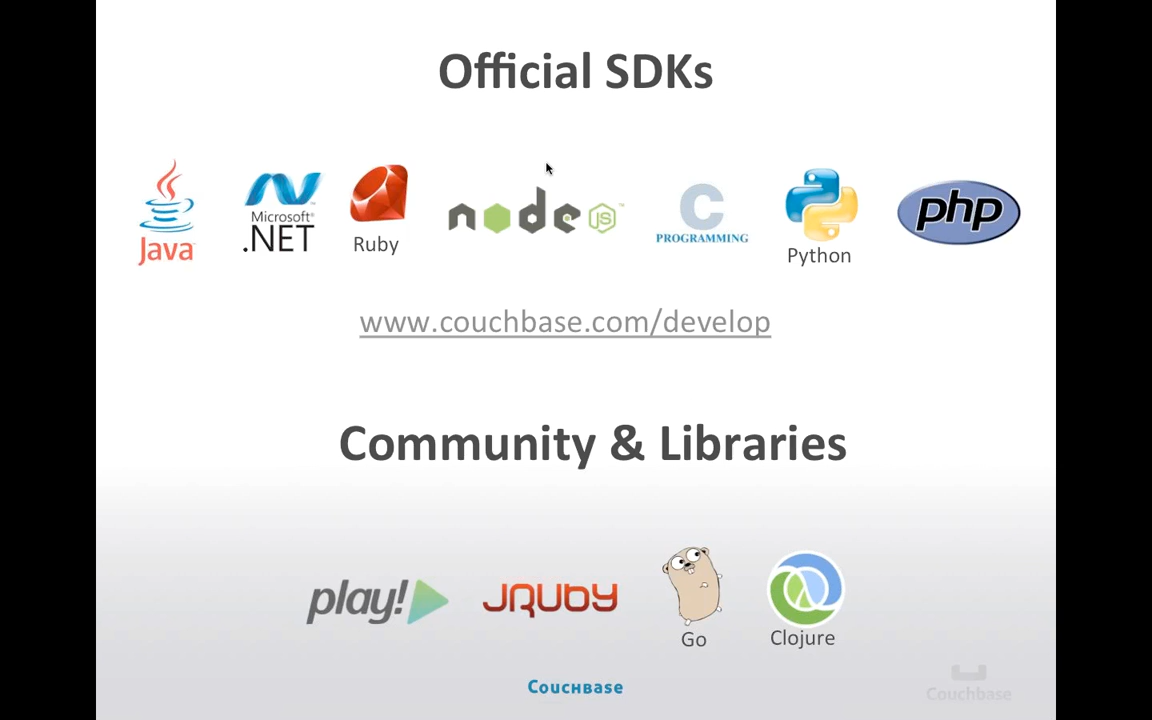 Official SDKs
Java
Microsoft
.NET
Ruby
node JS ™
C
PROGRAMMING
Python
php
www.couchbase.com/develop
Community & Libraries
play!
JRUBY
Go
Clojure
COUCHBASE
Couchbase